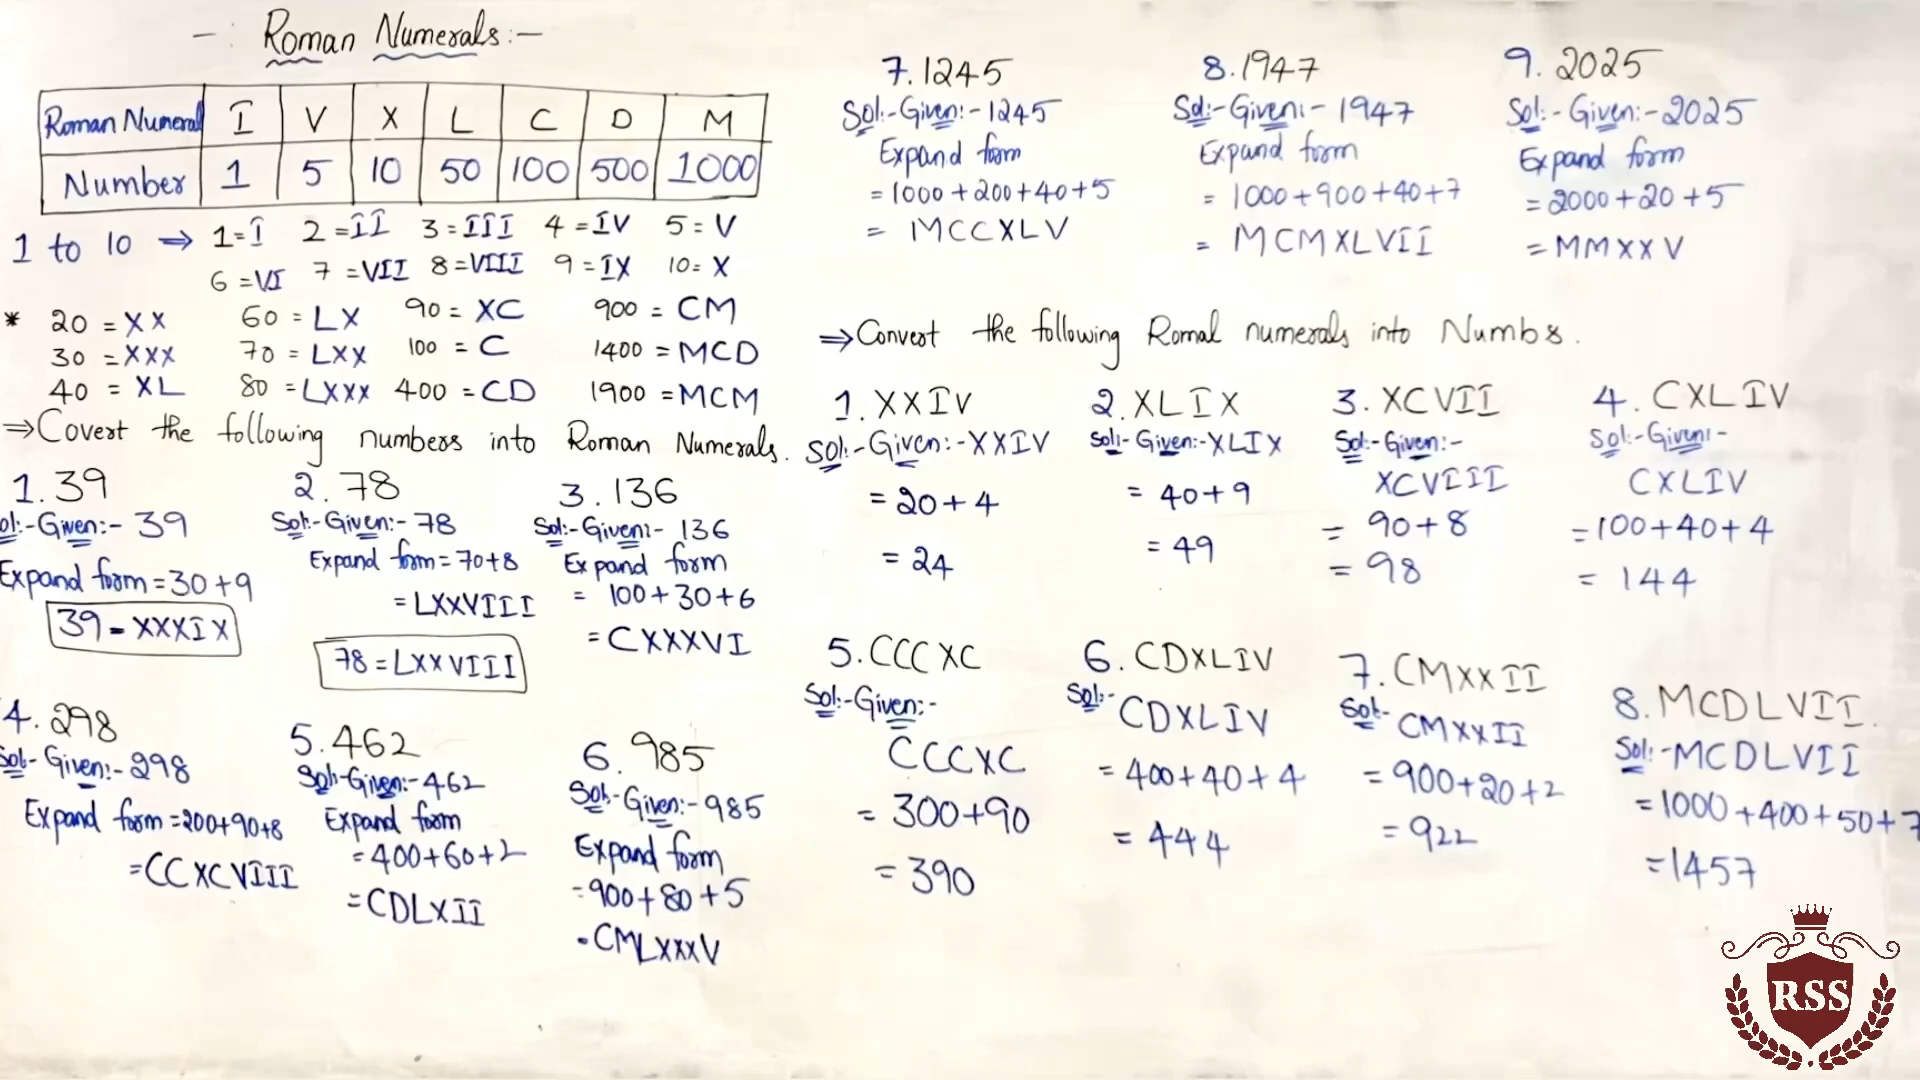 - : Roman Numerals:-
Roman Numeral I V X L C D M
Number 1 5 10 50 100 500 1000
1 to 10 ⇒ 1=I 2=II 3=III 4=IV 5=V
6=VI 7=VII 8=VIII 9=IX 10=X
* 20=XX 60=LX 90=XC 900=CM
30=XXX 70=LXX 100=C 1400=MCD
40=XL 80=LXXX 400=CD 1900=MCM
⇒Covert the following numbers into Roman Numerals.
1. 39
ol:-Given:- 39
Expand form=30+9
39-XXXIX
2. 78
Sol:-Given:-78
Expand form=70+8
=LXXVIII
78=LXXVIII
3. 136
Sol:-Given:- 136
Expand form
= 100+30+6
=CXXXVI
4. 298
Sol:- Given:-298
Expand form=200+90+8
=CCXCVIII
5. 462
Sol:-Given:-462
Expand form
=400+60+2
=CDLXII
6. 985
Sol:-Given:-985
Expand form
=900+80+5
-CMLXXXV
7. 1245
Sol:-Given:-1245
Expand form
=1000+200+40+5
= MCCXLV
8. 1947
Sol:-Given:- 1947
Expand form
= 1000+900+40+7
= MCMXLVII
9. 2025
Sol:-Given:-2025
Expand form
=2000+20+5
=MMXXV
⇒Convert the following Romal numerals into Numbs.
1. XXIV
Sol:-Given:-XXIV
=20+4
=24
2. XLIX
Sol:-Given:-XLIX
= 40+9
=49
3. XCVII
Sol:-Given:-
XCVIII
= 90+8
= 98
4. CXLIV
Sol:-Given:-
CXLIV
=100+40+4
= 144
5. CCCXC
Sol:-Given:-
CCCXC
= 300+90
= 390
6. CDXLIV
Sol:-
CDXLIV
=400+40+4
= 444
7. CMXXII
Sol:-
CMXXII
=900+20+2
=922
8. MCDLVII.
Sol:-MCDLVII
=1000+400+50+7
=1457
RSS